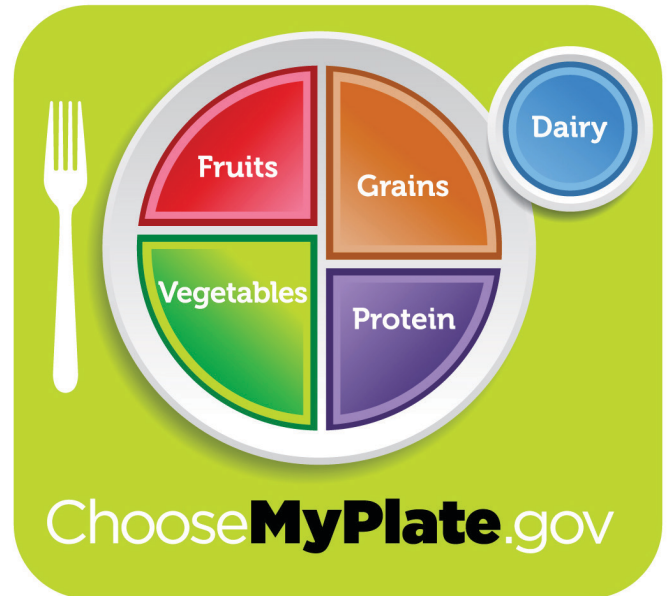 Dairy
Fruits
Grains
Vegetables
Protein
ChooseMyPlate.gov